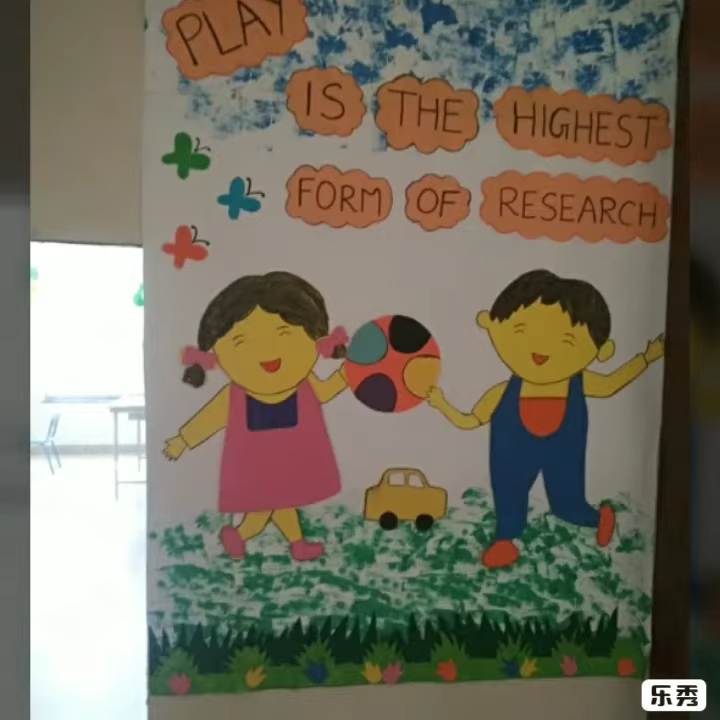 PLAY
IS THE HIGHEST
FORM OF RESEARCH
乐秀